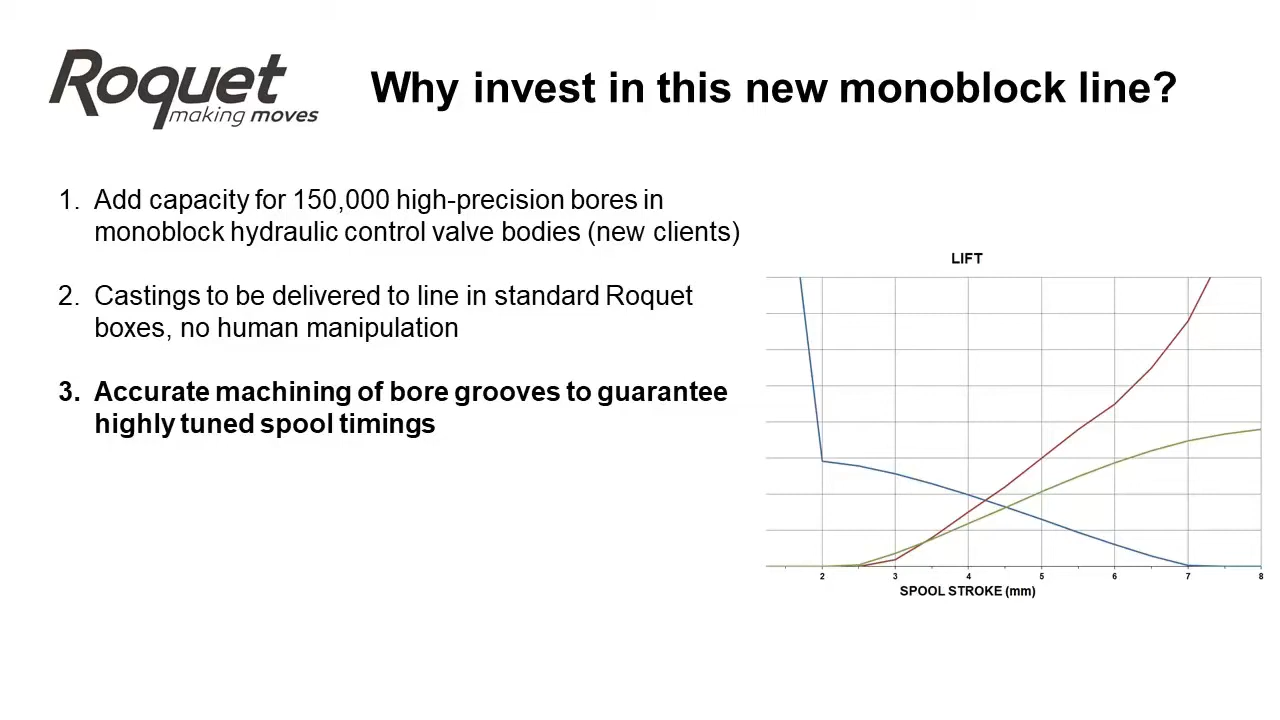 Roquet
making moves
Why invest in this new monoblock line?
1. Add capacity for 150,000 high-precision bores in
monoblock hydraulic control valve bodies (new clients)
2. Castings to be delivered to line in standard Roquet
boxes, no human manipulation
3. Accurate machining of bore grooves to guarantee
highly tuned spool timings
LIFT
2 3 4 5 6 7 8
SPOOL STROKE (mm)